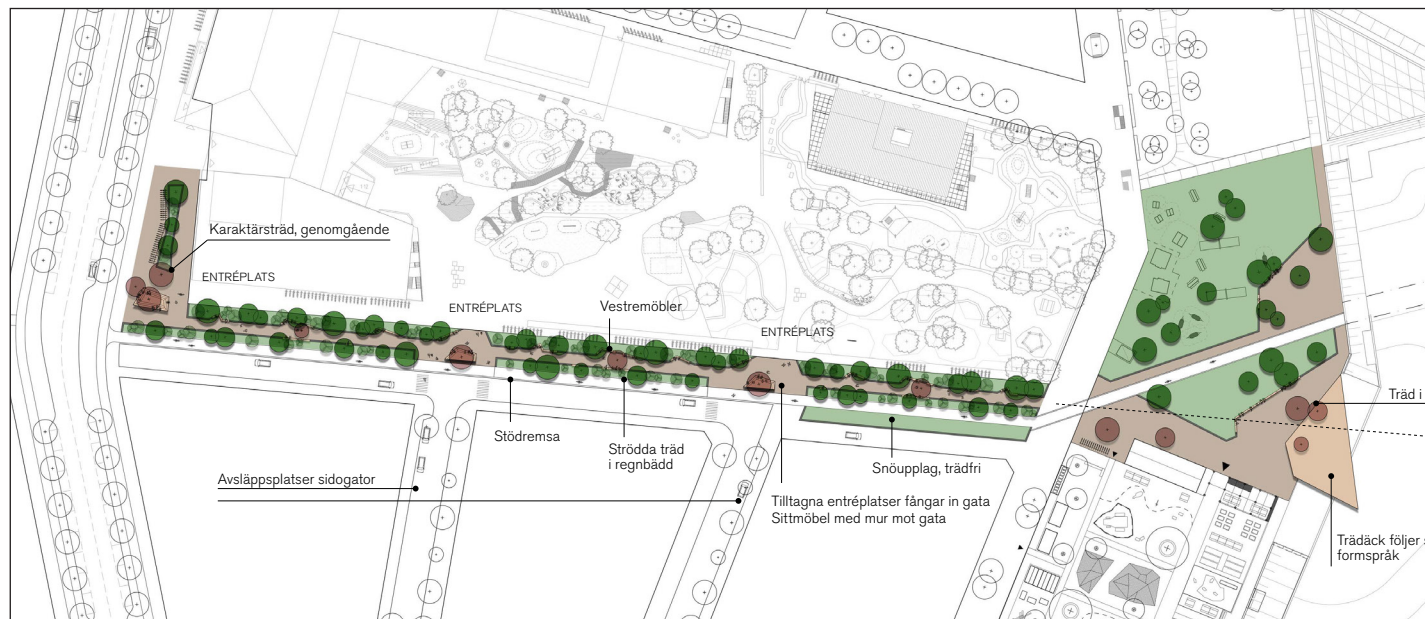 Karaktärsträd, genomgående
ENTRÉPLATS
ENTRÉPLATS
Vestremöbler
ENTRÉPLATS
Träd i
Stödremsa
Strödda träd
i regnbädd
Snöupplag, trädfri
Avsläppsplatser sidogator
Tilltagna entréplatser fångar in gata
Sittmöbel med mur mot gata
Trädäck följer s
formspråk